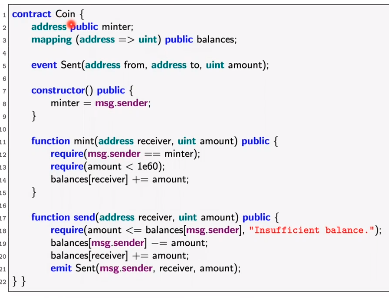 1 contract Coin {
2 address public minter;
3 mapping (address => uint) public balances;
4
5 event Sent(address from, address to, uint amount);
6
7 constructor() public {
8 minter = msg.sender;
9 }
10
11 function mint(address receiver, uint amount) public {
12 require(msg.sender == minter);
13 require(amount < 1e60);
14 balances[receiver] += amount;
15 }
16
17 function send(address receiver, uint amount) public {
18 require(amount <= balances[msg.sender], "Insufficient balance.");
19 balances[msg.sender] −= amount;
20 balances[receiver] += amount;
21 emit Sent(msg.sender, receiver, amount);
22 } }